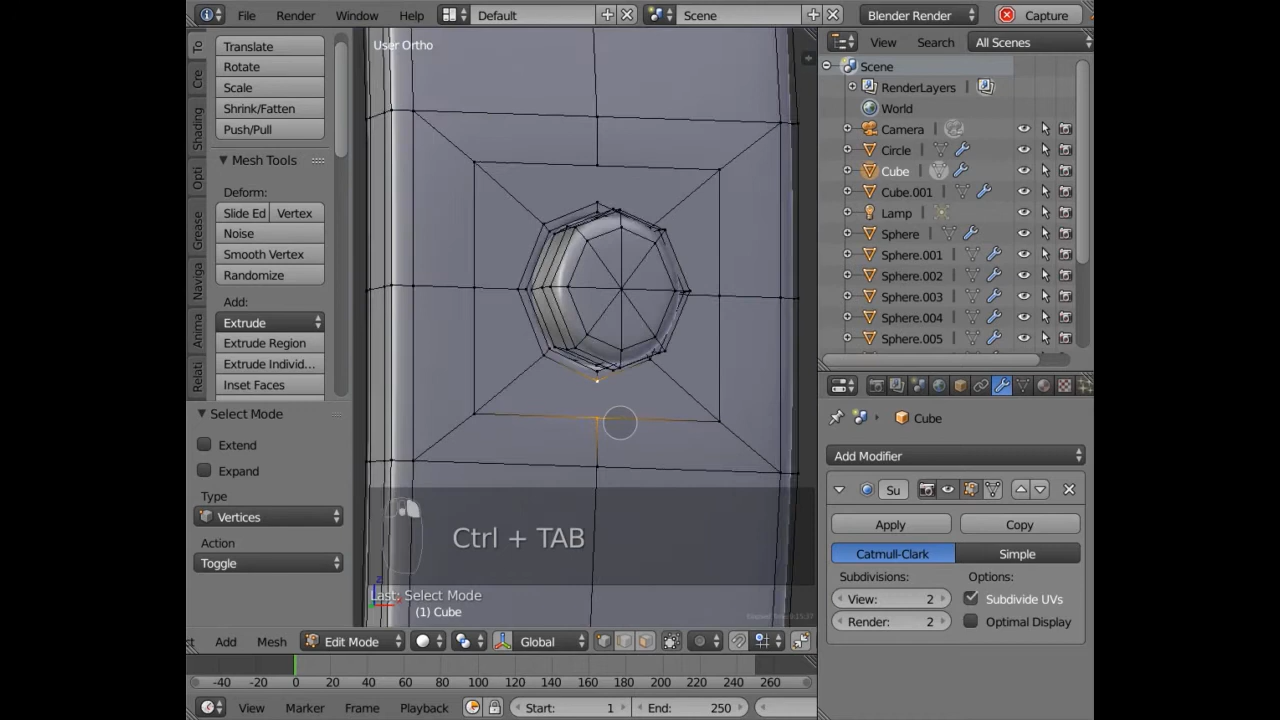 File Render Window Help Default Scene Blender Render Capture
User Ortho
To
Cre
Shading
Opti
Grease
Naviga
Anima
Relati
Translate
Rotate
Scale
Shrink/Fatten
Push/Pull
Mesh Tools
Deform:
Slide Ed Vertex
Noise
Smooth Vertex
Randomize
Add:
Extrude
Extrude Region
Extrude Individ...
Inset Faces
Select Mode
Extend
Expand
Type
Vertices
Action
Toggle
Ctrl + TAB
Last: Select Mode
(1) Cube
View Search All Scenes
Scene
RenderLayers
World
Camera
Circle
Cube
Cube.001
Lamp
Sphere
Sphere.001
Sphere.002
Sphere.003
Sphere.004
Sphere.005
Cube
Add Modifier
Su
Apply Copy
Catmull-Clark Simple
Subdivisions: Options:
View: 2 Subdivide UVs
Render: 2 Optimal Display
Add Mesh Edit Mode Global
-40 -20 0 20 40 60 80 100 120 140 160 180 200 220 240 260
View Marker Frame Playback Start: 1 End: 250